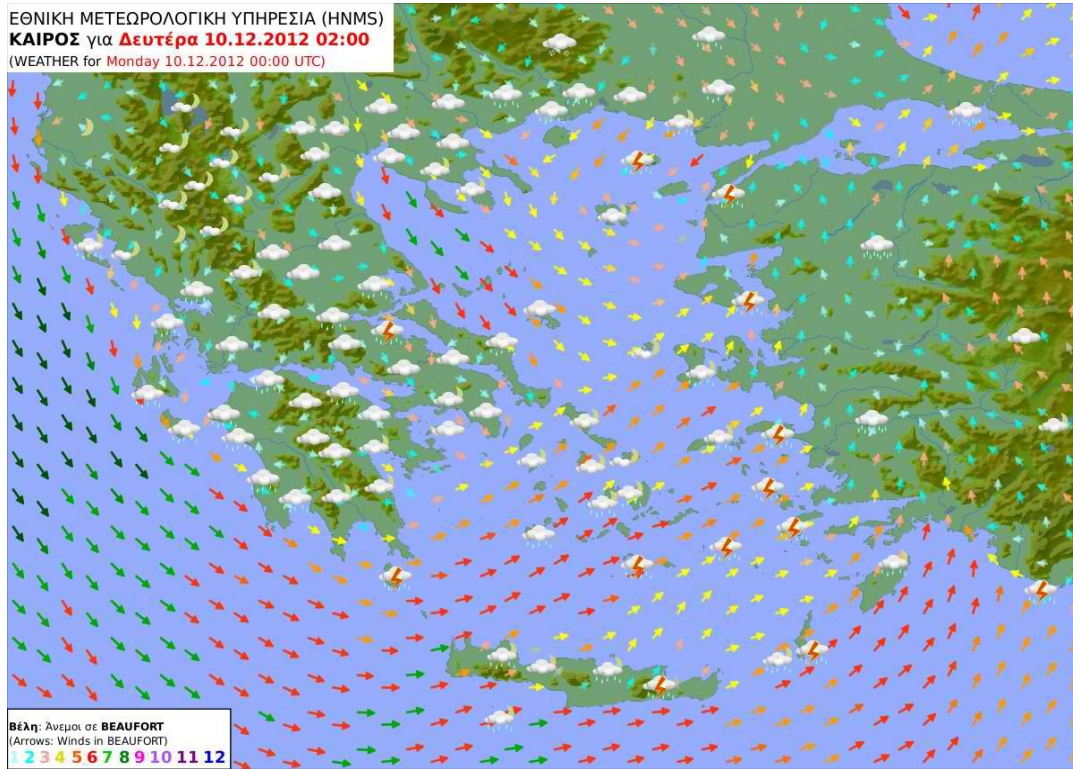 ΕΘΝΙΚΗ ΜΕΤΕΩΡΟΛΟΓΙΚΗ ΥΠΗΡΕΣΙΑ (HNMS)
ΚΑΙΡΟΣ για Δευτέρα 10.12.2012 02:00
(WEATHER for Monday 10.12.2012 00:00 UTC)
Βέλη: Άνεμοι σε BEAUFORT
(Arrows: Winds in BEAUFORT)
1 2 3 4 5 6 7 8 9 10 11 12